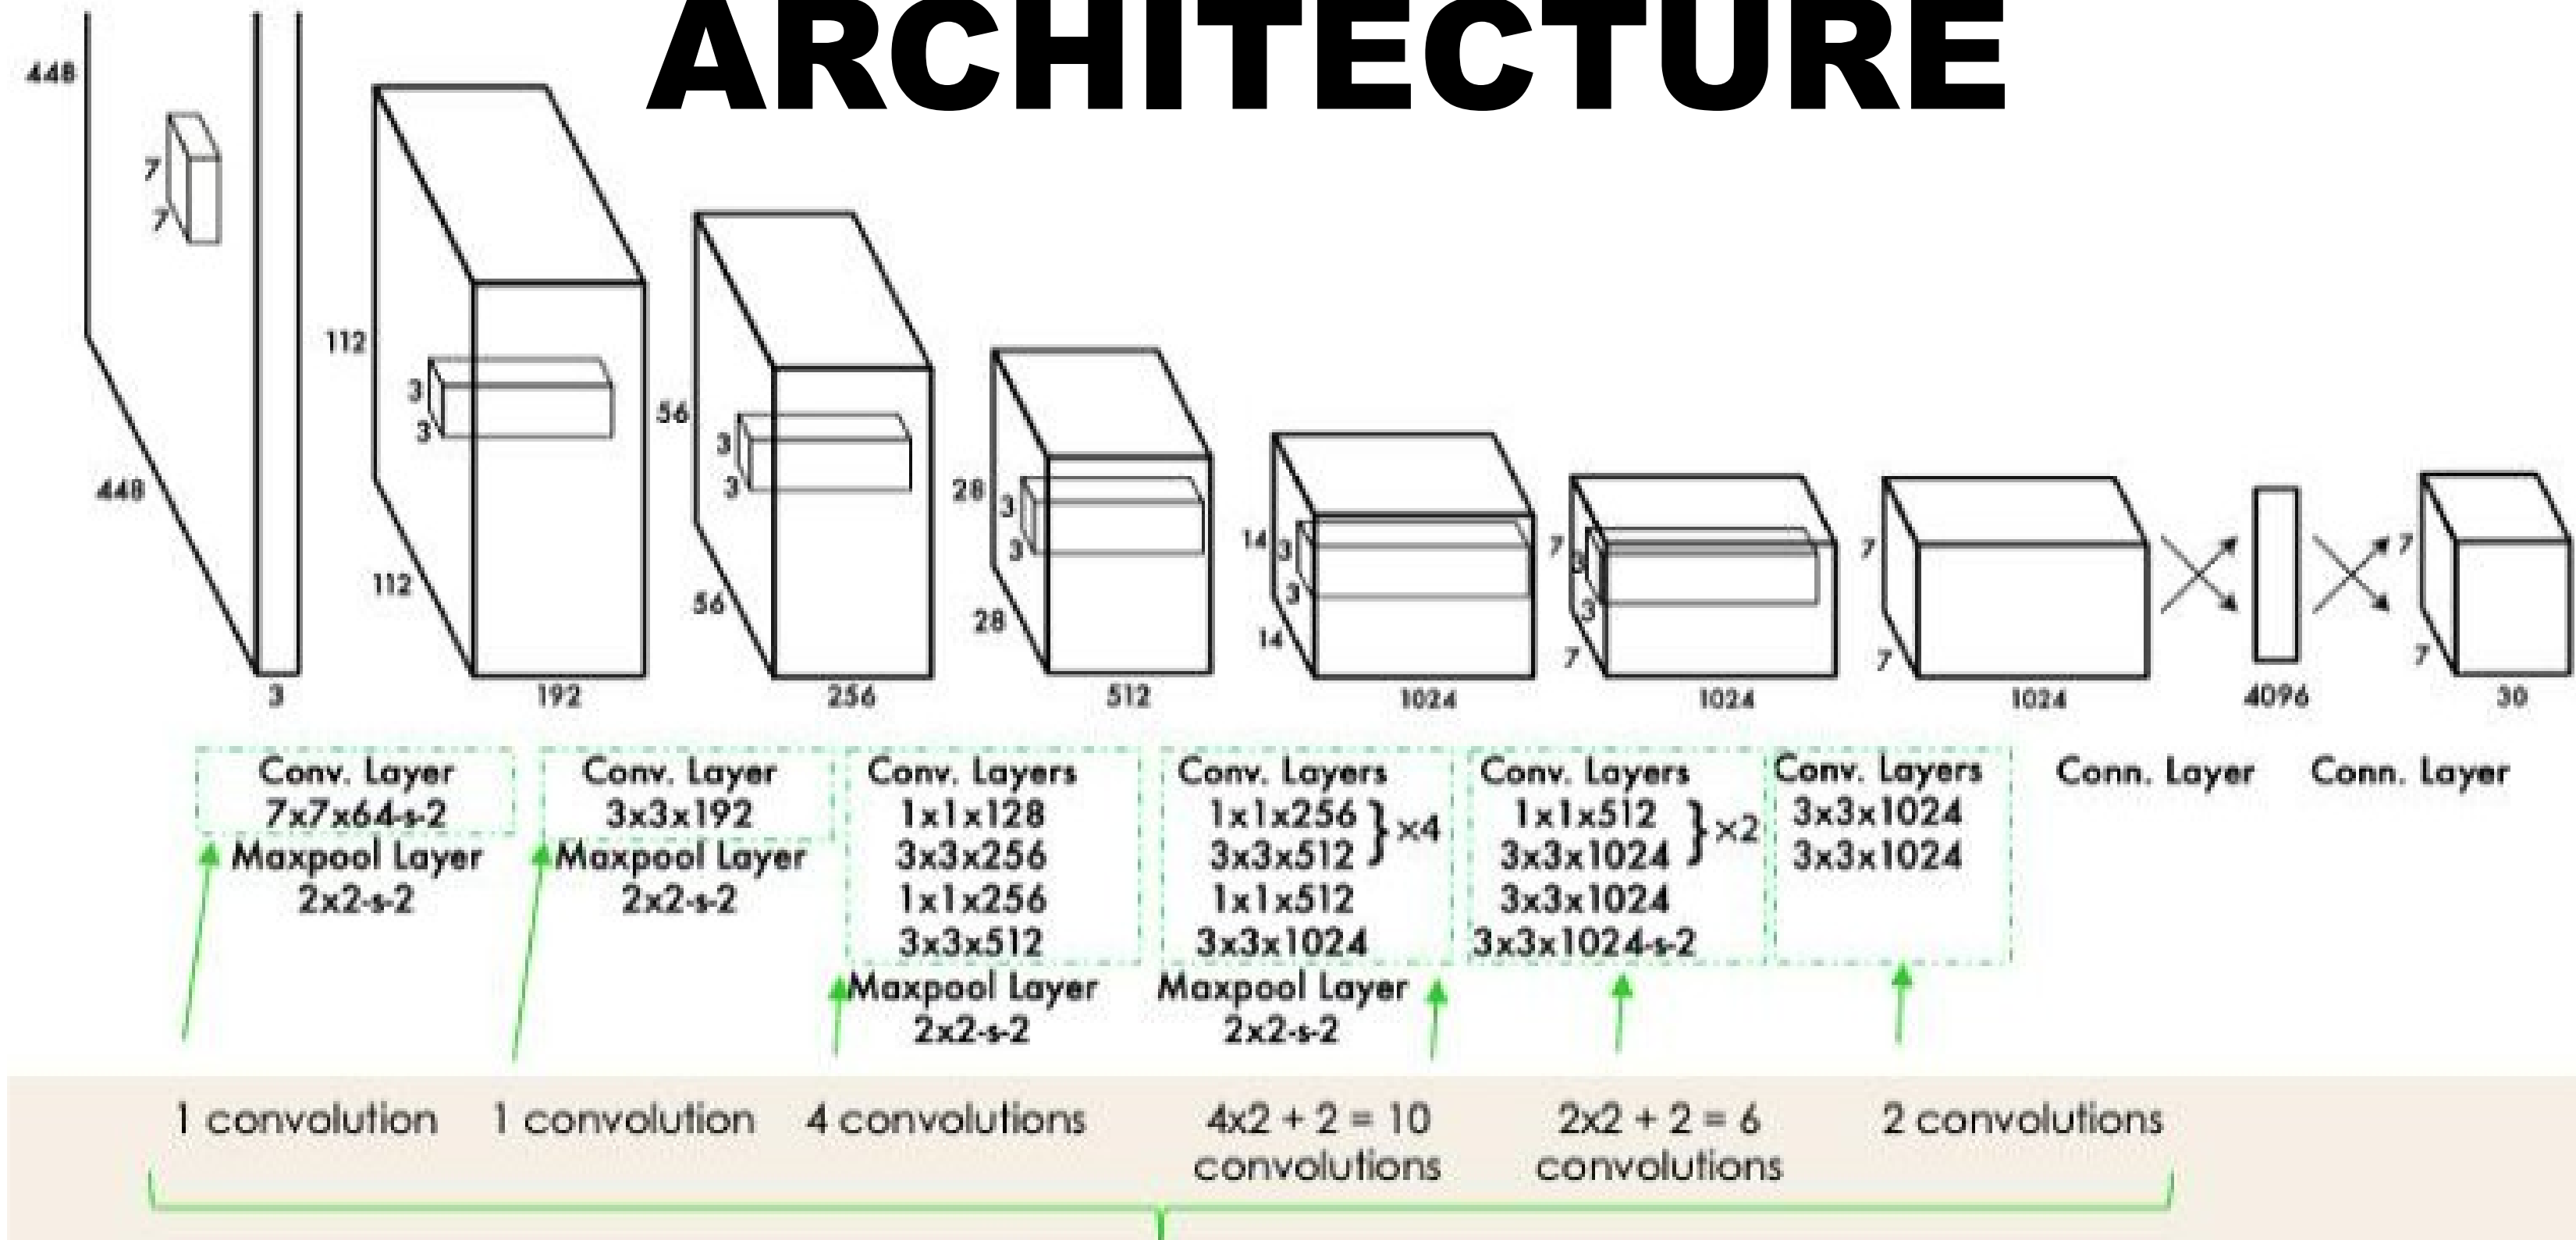 ARCHITECTURE
448
7
7
448
3
112
3
3
112
192
56
3
3
56
256
28
3
3
28
512
14
3
3
14
1024
7
3
3
7
1024
7
7
1024
4096
7
7
30
Conv. Layer
7x7x64-s-2
Maxpool Layer
2x2-s-2
Conv. Layer
3x3x192
Maxpool Layer
2x2-s-2
Conv. Layers
1x1x128
3x3x256
1x1x256
3x3x512
Maxpool Layer
2x2-s-2
Conv. Layers
1x1x256 }×4
3x3x512
1x1x512
3x3x1024
Maxpool Layer
2x2-s-2
Conv. Layers
1x1x512 }×2
3x3x1024
3x3x1024
3x3x1024-s-2
Conv. Layers
3x3x1024
3x3x1024
Conn. Layer
Conn. Layer
1 convolution
1 convolution
4 convolutions
4x2 + 2 = 10
convolutions
2x2 + 2 = 6
convolutions
2 convolutions